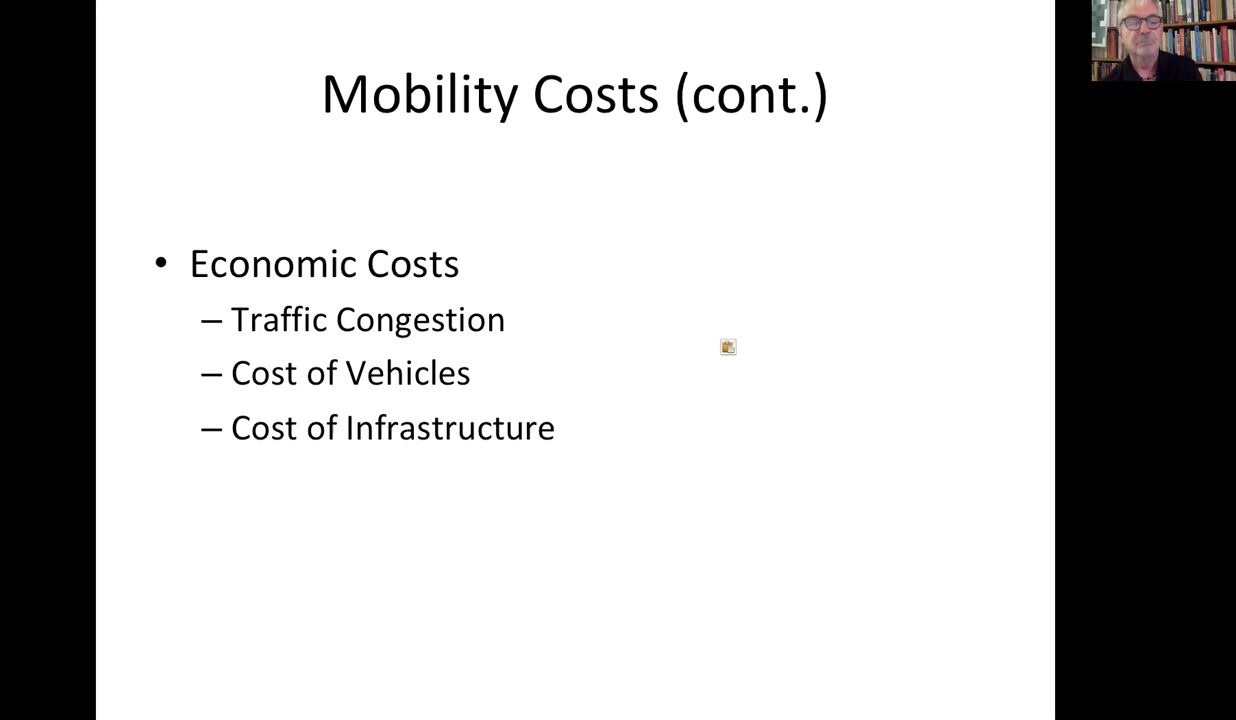 Mobility Costs (cont.)
• Economic Costs
– Traffic Congestion
– Cost of Vehicles
– Cost of Infrastructure